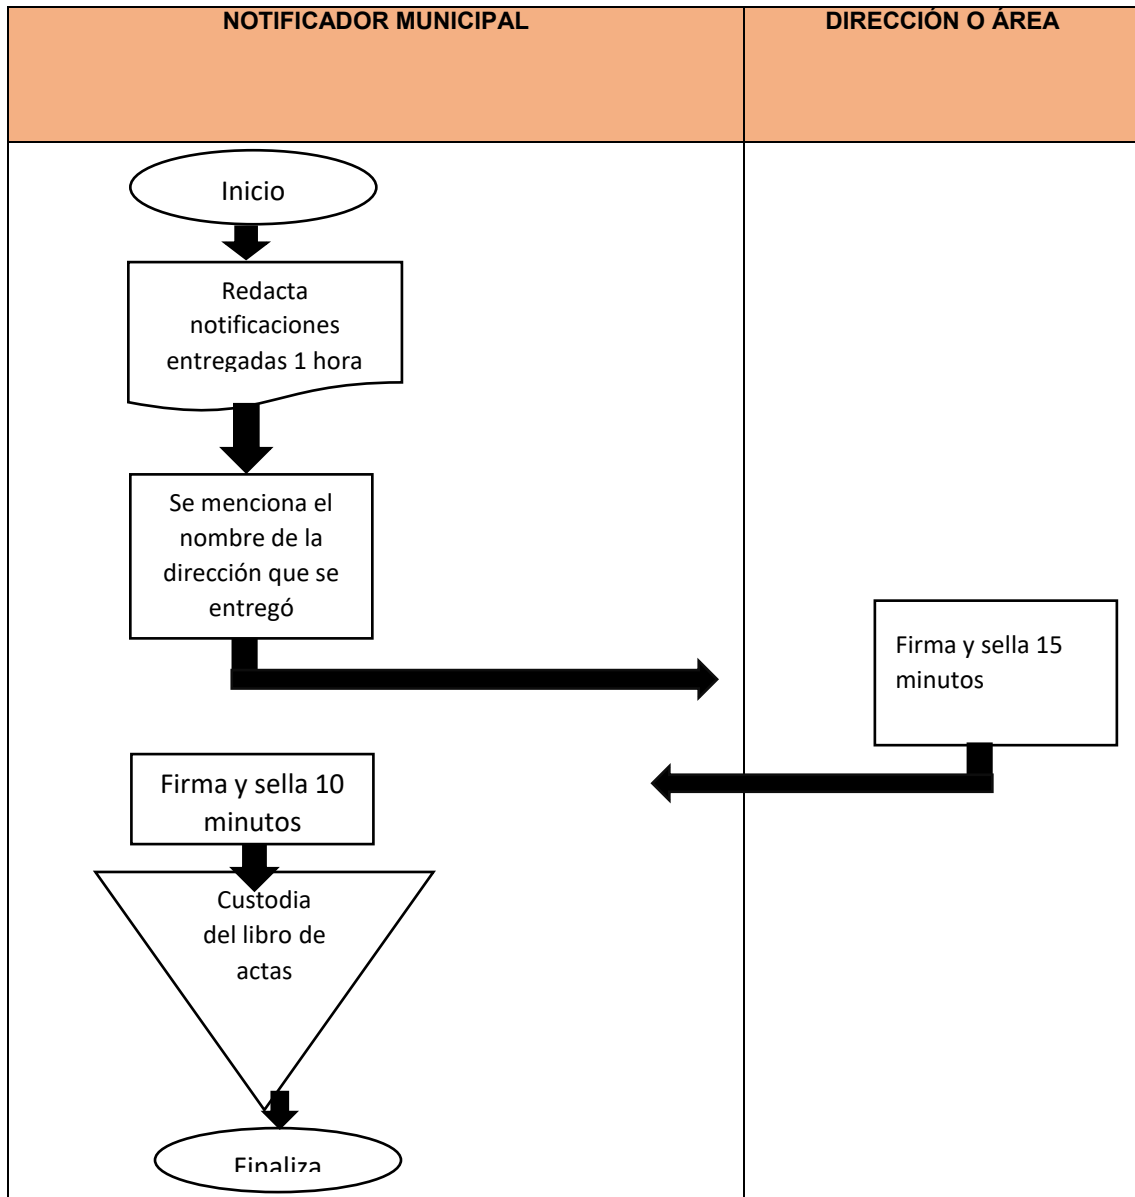 NOTIFICADOR MUNICIPAL
DIRECCIÓN O ÁREA
Inicio
Redacta
notificaciones
entregadas 1 hora
Se menciona el
nombre de la
dirección que se
entregó
Firma y sella 15
minutos
Firma y sella 10
minutos
Custodia
del libro de
actas
Finaliza